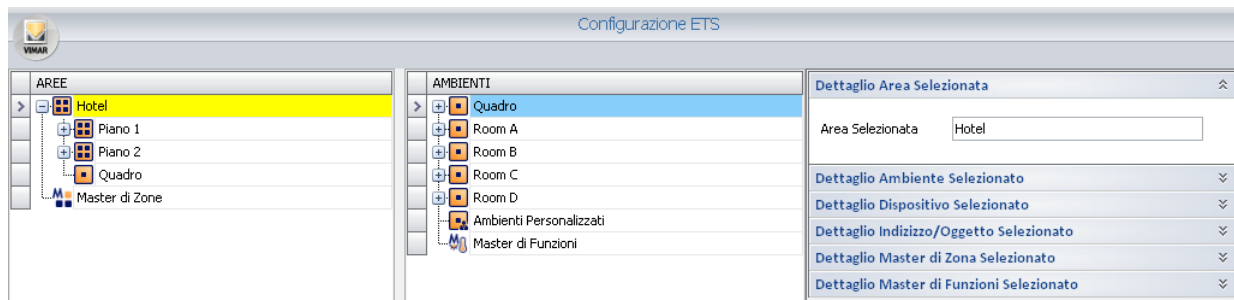 Configurazione ETS
VIMAR
AREE
Hotel
Piano 1
Piano 2
Quadro
Master di Zone
AMBIENTI
Quadro
Room A
Room B
Room C
Room D
Ambienti Personalizzati
Master di Funzioni
Dettaglio Area Selezionata
Area Selezionata Hotel
Dettaglio Ambiente Selezionato
Dettaglio Dispositivo Selezionato
Dettaglio Indizizzo/Oggetto Selezionato
Dettaglio Master di Zona Selezionato
Dettaglio Master di Funzioni Selezionato